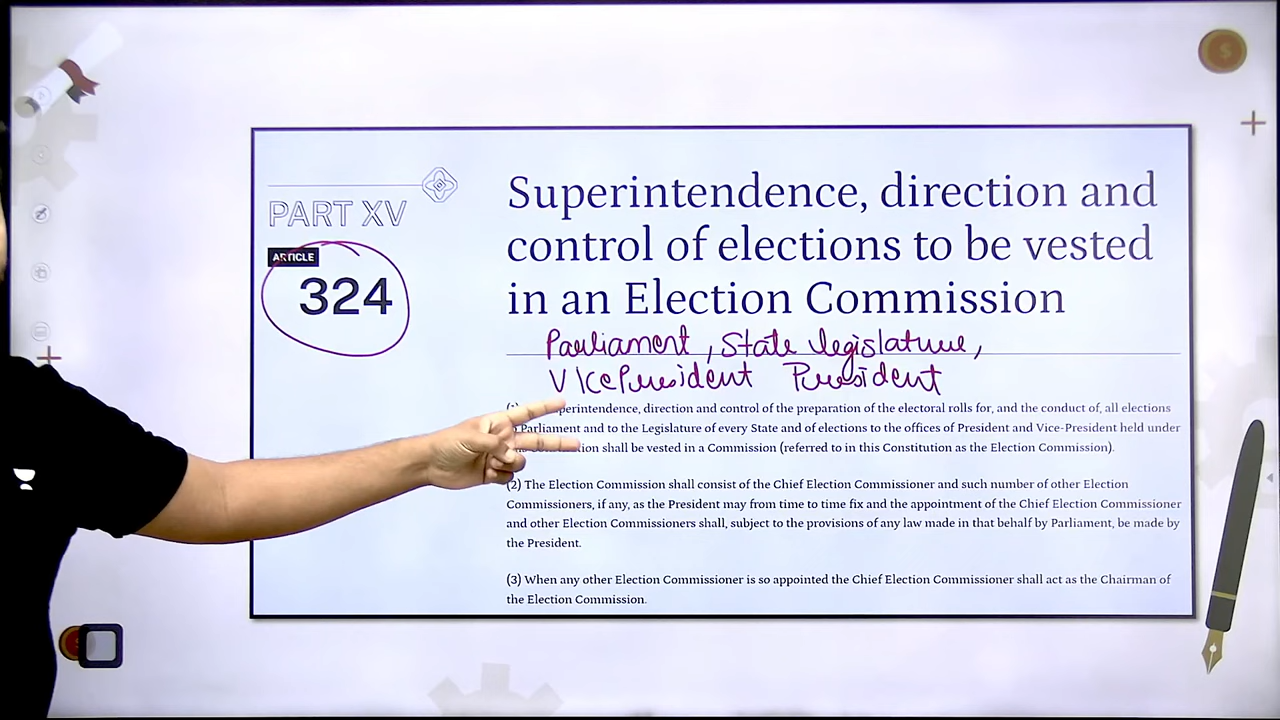 PART XV
ARTICLE
324
Superintendence, direction and
control of elections to be vested
in an Election Commission
Parliament, State legislature,
Vice President President
perintendence, direction and control of the preparation of the electoral rolls for, and the conduct of, all elections
Parliament and to the Legislature of every State and of elections to the offices of President and Vice-President held under
shall be vested in a Commission (referred to in this Constitution as the Election Commission).
(2) The Election Commission shall consist of the Chief Election Commissioner and such number of other Election
Commissioners, if any, as the President may from time to time fix and the appointment of the Chief Election Commissioner
and other Election Commissioners shall, subject to the provisions of any law made in that behalf by Parliament, be made by
the President.
(3) When any other Election Commissioner is so appointed the Chief Election Commissioner shall act as the Chairman of
the Election Commission.